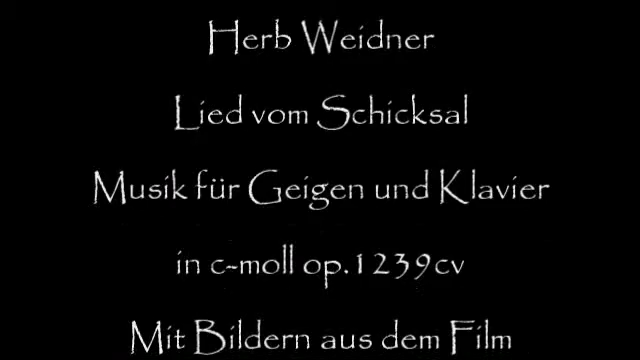 Herb Weidner
Lied vom Schicksal
Musik für Geigen und Klavier
in c-moll op.1239cv
Mit Bildern aus dem Film